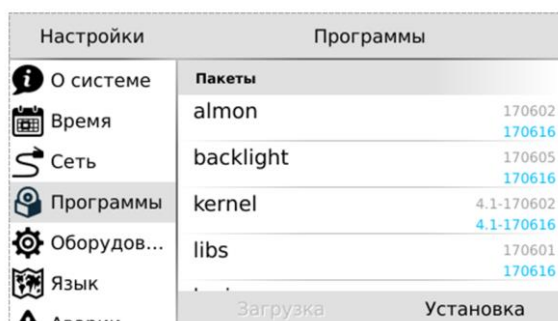 Настройки
Программы
О системе
Время
Сеть
Программы
Оборудов...
Язык
Пакеты
almon
170602
170616
backlight
170605
170616
kernel
4.1-170602
4.1-170616
libs
170601
170616
Загрузка
Установка